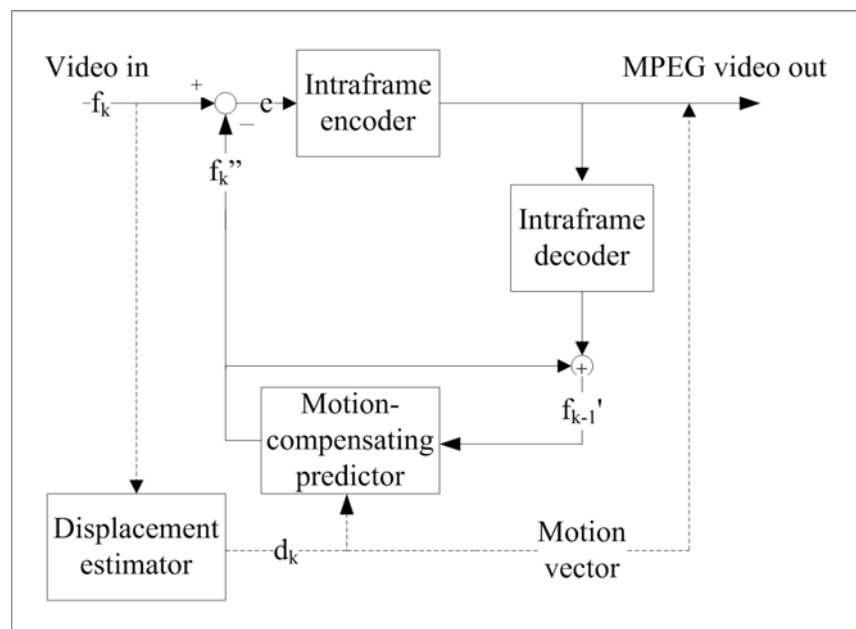 Video in
MPEG video out
f_k
+
−
e
Intraframe
encoder
f_k”
Intraframe
decoder
+
f_{k-1}'
Motion-
compensating
predictor
Displacement
estimator
d_k
Motion
vector